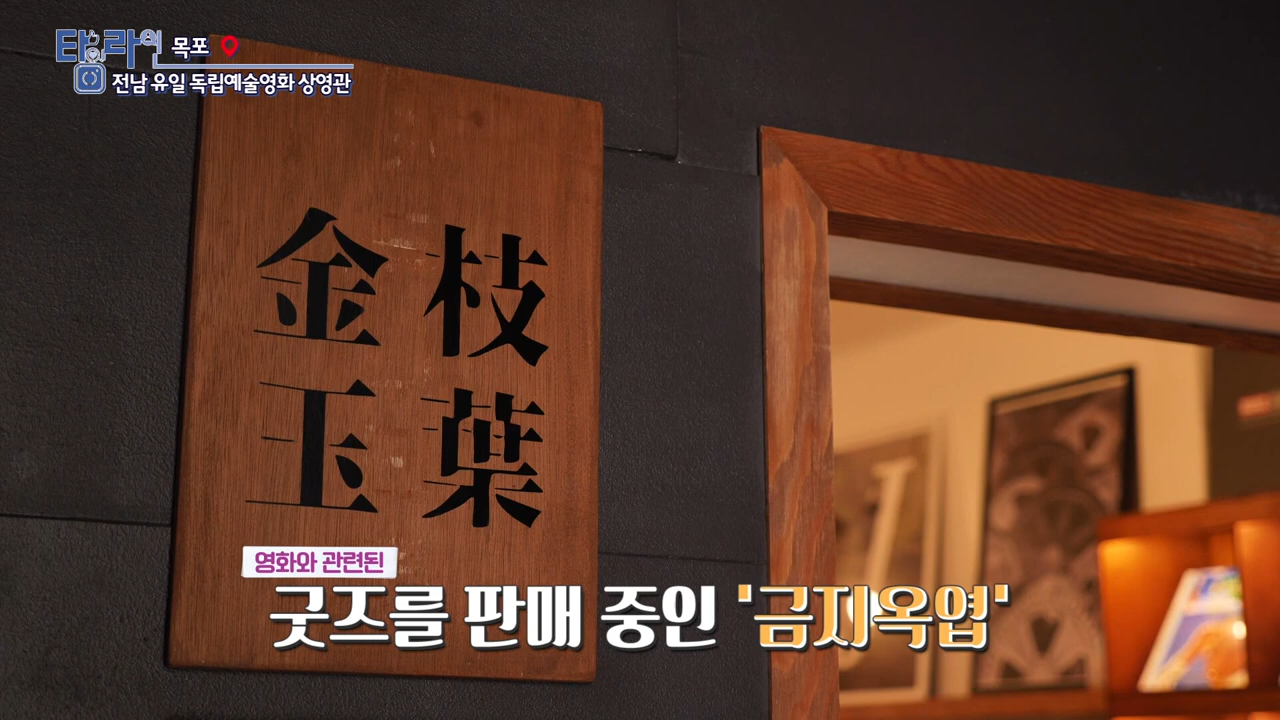 타임라인 목포
전남 유일 독립예술영화 상영관
金枝
玉葉
영화와 관련된
굿즈를 판매 중인 '금지옥엽'